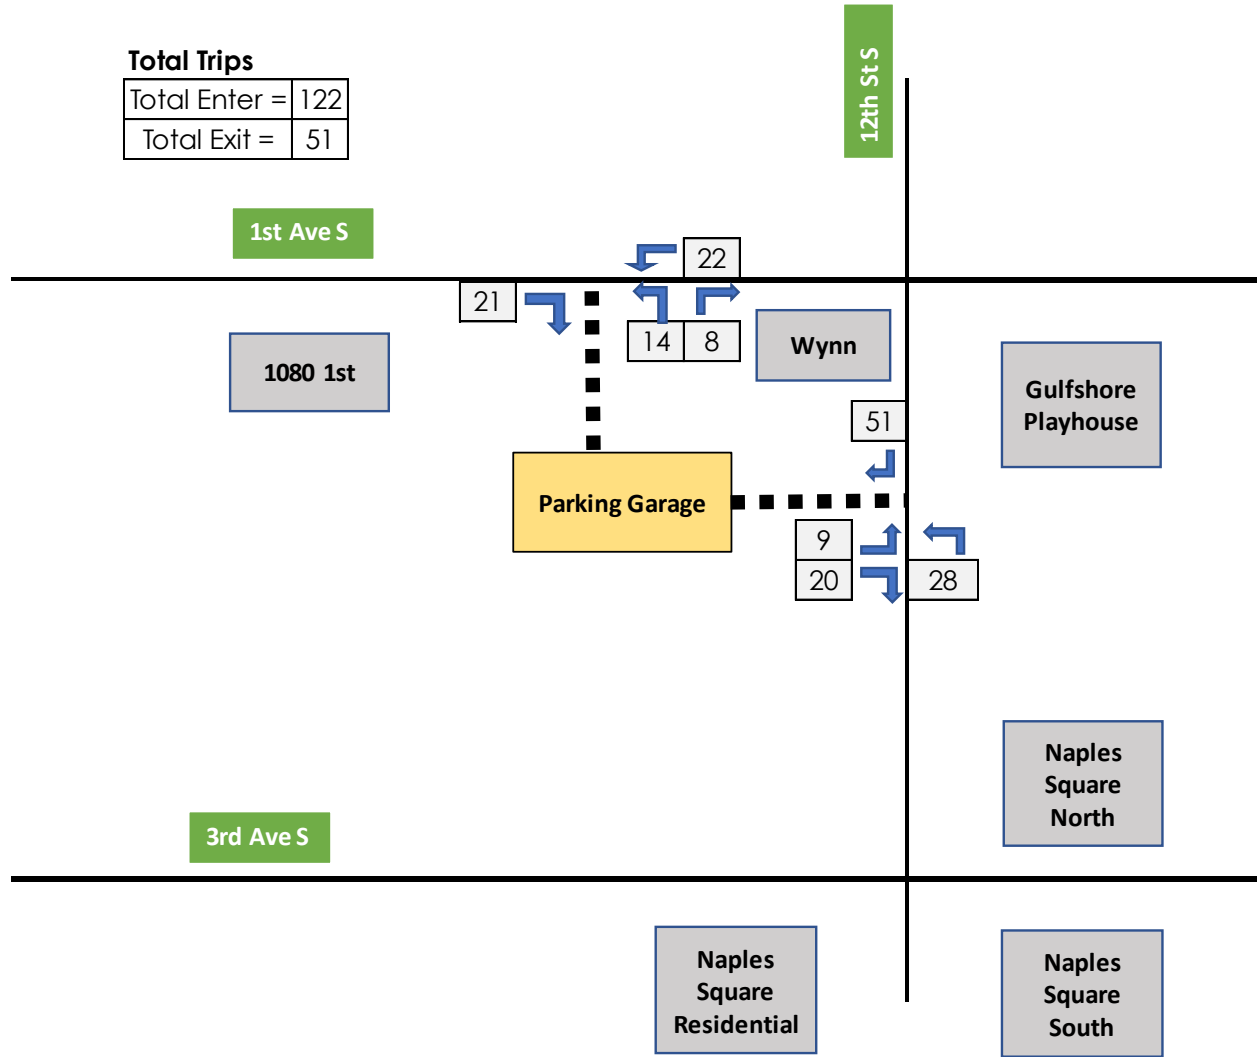 Total Trips
Total Enter = 122
Total Exit = 51
12th St S
1st Ave S
22
21
14 8
Wynn
1080 1st
Gulfshore
Playhouse
51
Parking Garage
9
20
28
Naples
Square
North
3rd Ave S
Naples
Square
Residential
Naples
Square
South